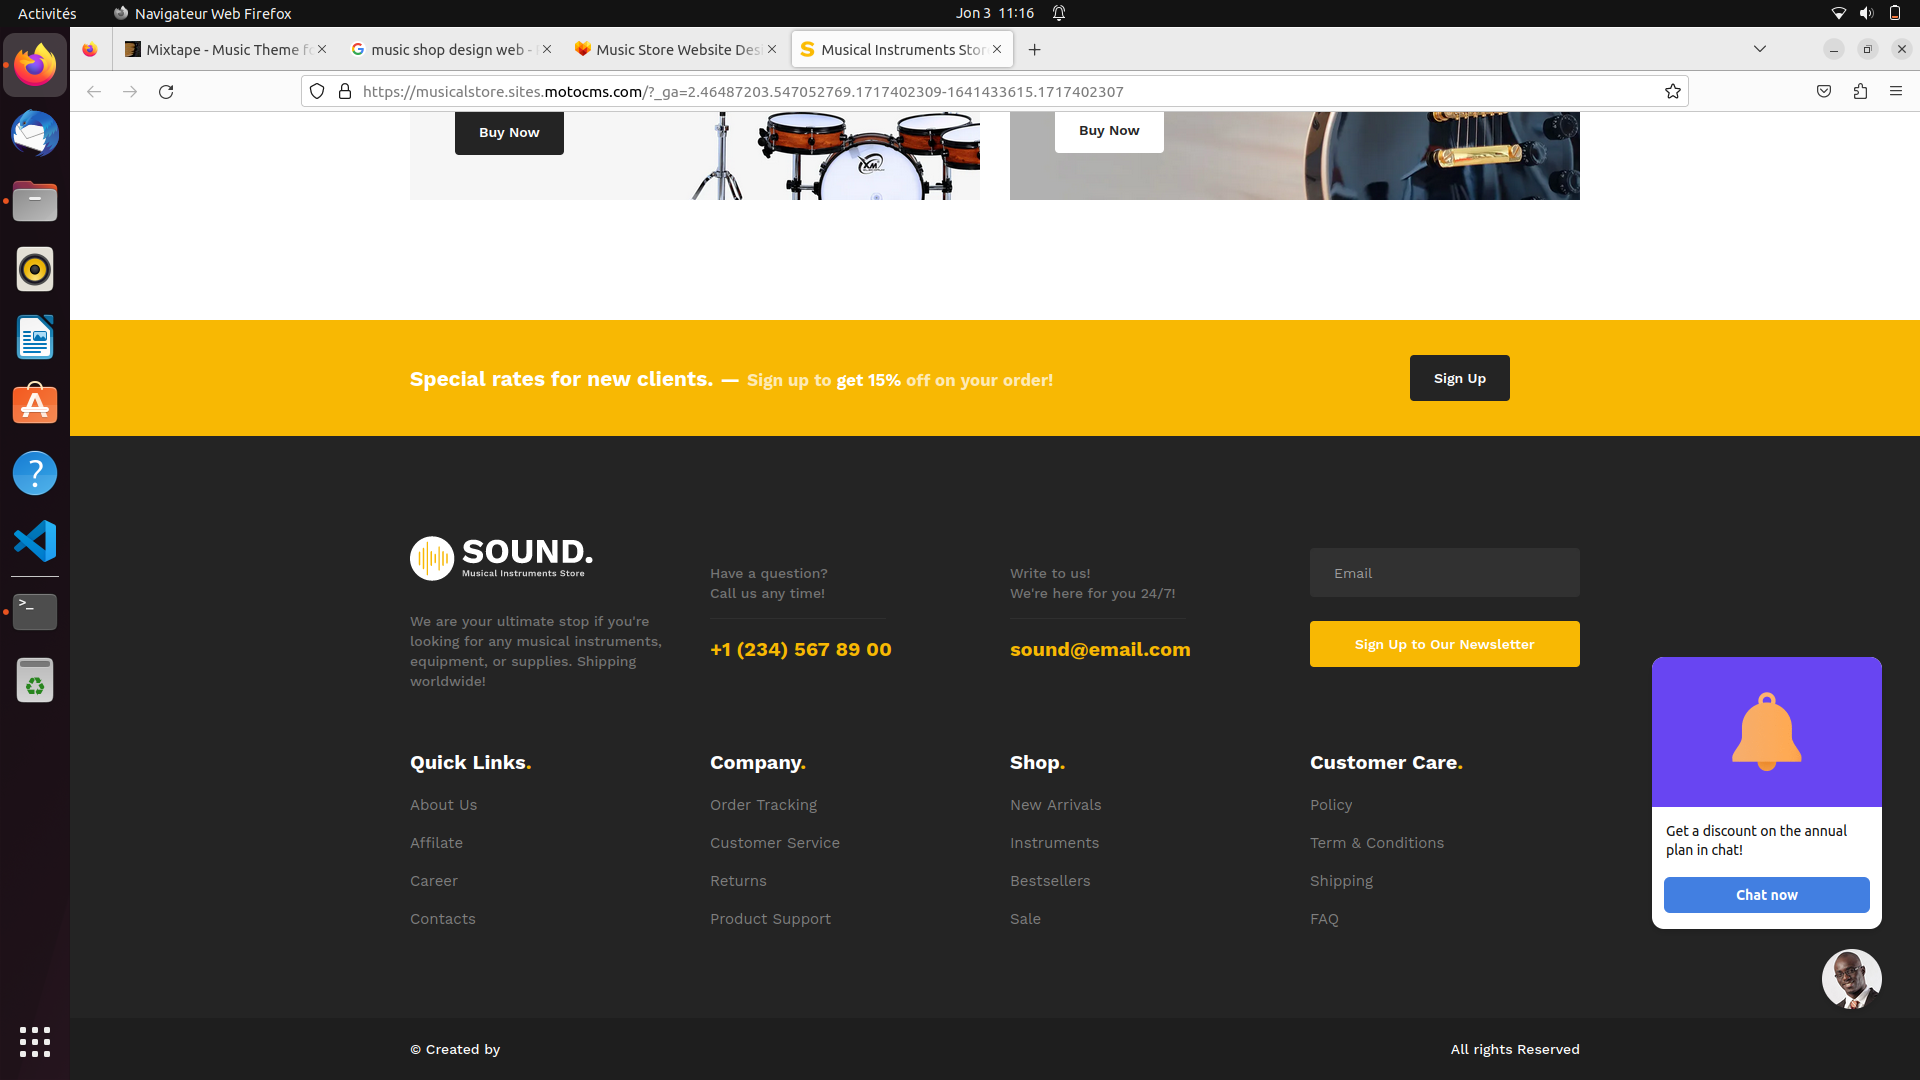 Activités
Navigateur Web Firefox
Jon 3 11:16
Mixtape - Music Theme fo
music shop design web -
Music Store Website Des
Musical Instruments Stor
https://musicalstore.sites.motocms.com/?_ga=2.46487203.547052769.1717402309-1641433615.1717402307
Buy Now
XM
Buy Now
Special rates for new clients. — Sign up to get 15% off on your order!
Sign Up
SOUND.
Musical Instruments Store
We are your ultimate stop if you're
looking for any musical instruments,
equipment, or supplies. Shipping
worldwide!
Have a question?
Call us any time!
+1 (234) 567 89 00
Write to us!
We're here for you 24/7!
sound@email.com
Email
Sign Up to Our Newsletter
Quick Links.
About Us
Affilate
Career
Contacts
Company.
Order Tracking
Customer Service
Returns
Product Support
Shop.
New Arrivals
Instruments
Bestsellers
Sale
Customer Care.
Policy
Term & Conditions
Shipping
FAQ
Get a discount on the annual
plan in chat!
Chat now
© Created by
All rights Reserved